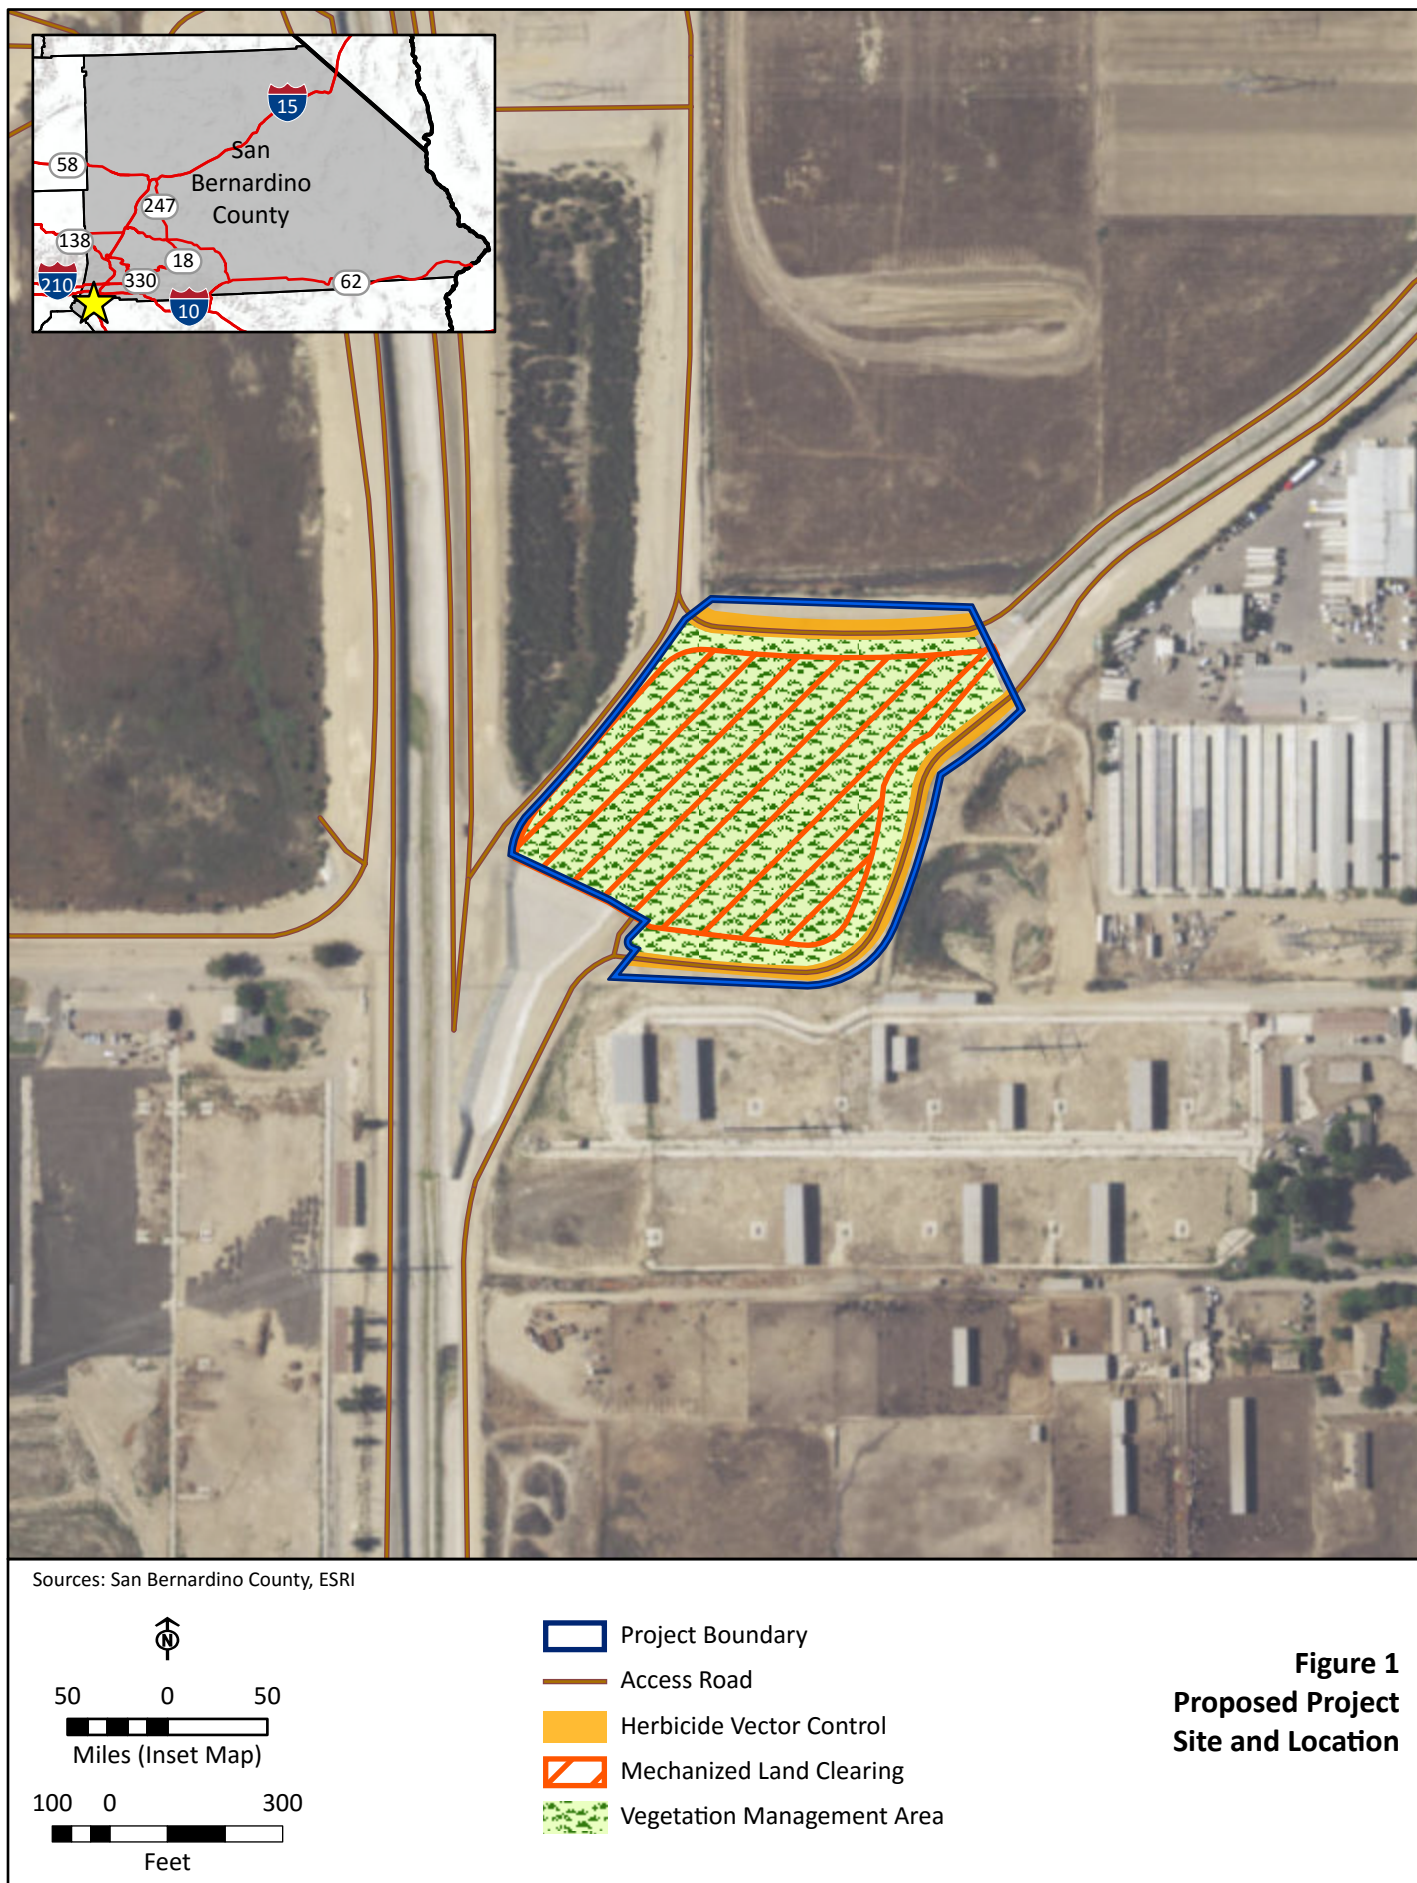 15
San
Bernardino
County
58
247
138
18
210
330
62
10
Sources: San Bernardino County, ESRI
N
50 0 50
Miles (Inset Map)
100 0 300
Feet
Project Boundary
Access Road
Herbicide Vector Control
Mechanized Land Clearing
Vegetation Management Area
Figure 1
Proposed Project
Site and Location